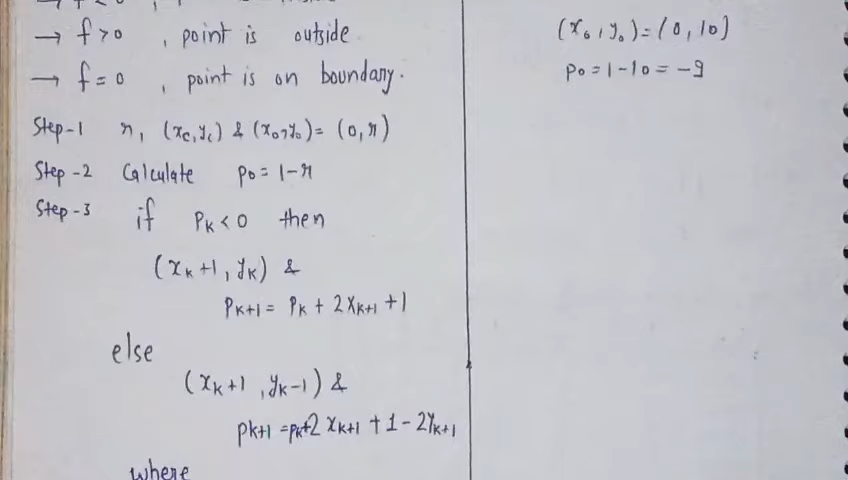 → f > 0 , point is outside
→ f = 0 , point is on boundary.
Step-1 r, (xc, yc) & (x0, y0) = (0, r)
Step-2 Calculate p0 = 1 - r
Step-3 if Pk < 0 then
(xk+1, yk) &
Pk+1 = Pk + 2xk+1 + 1
else
(xk+1, yk-1) &
pk+1 = pk+2xk+1 + 1 - 2yk+1
where
(x0, y0) = (0, 10)
p0 = 1-10 = -9